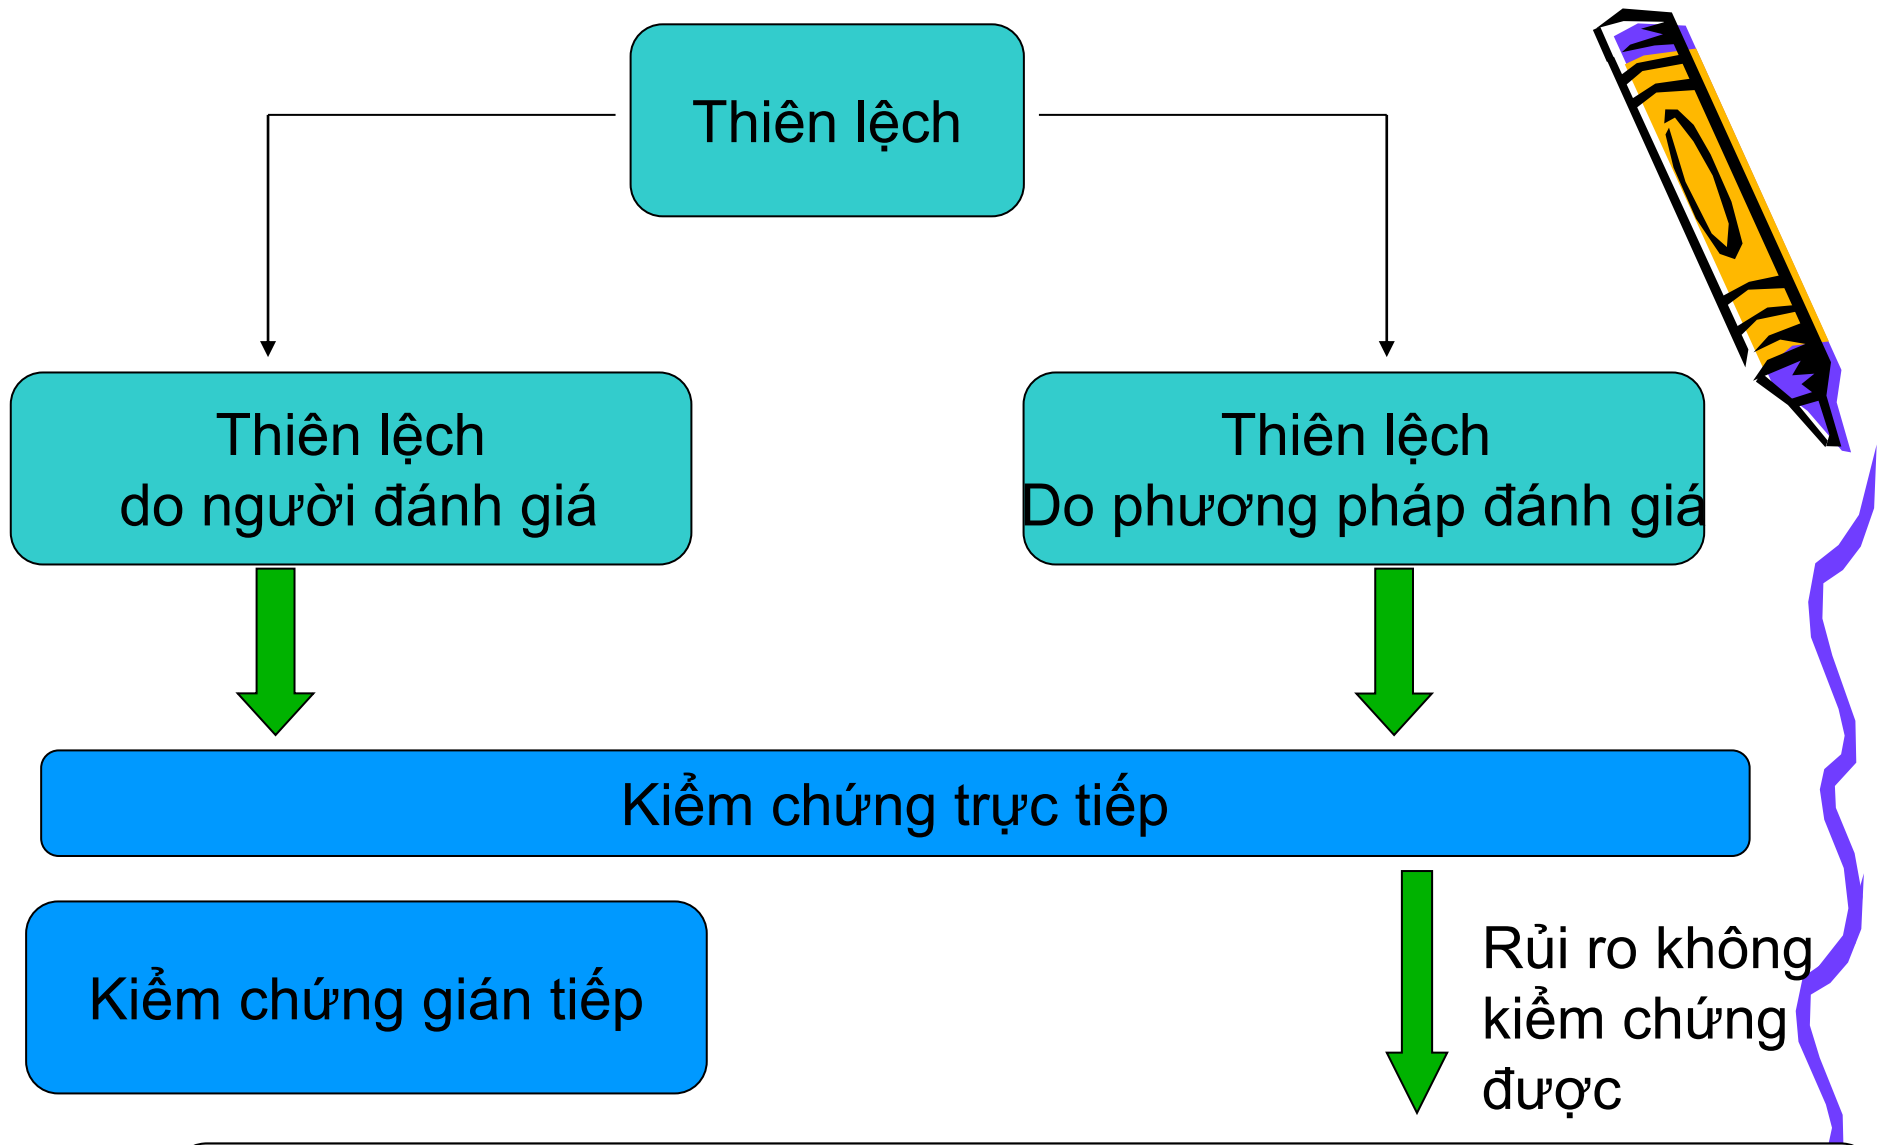 Thiên lệch
Thiên lệch
do người đánh giá
Thiên lệch
Do phương pháp đánh giá
Kiểm chứng trực tiếp
Kiểm chứng gián tiếp
Rủi ro không
kiểm chứng
được